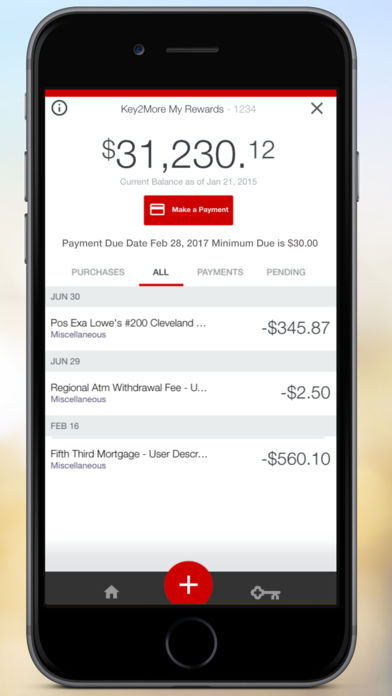 Key2More My Rewards - 1234
$31,230.12
Current Balance as of Jan 21, 2015
Make a Payment
Payment Due Date Feb 28, 2017 Minimum Due is $30.00
PURCHASES ALL PAYMENTS PENDING
JUN 30
Pos Exa Lowe's #200 Cleveland ... -$345.87
Miscellaneous
JUN 29
Regional Atm Withdrawal Fee - U... -$2.50
Miscellaneous
FEB 16
Fifth Third Mortgage - User Descr... -$560.10
Miscellaneous